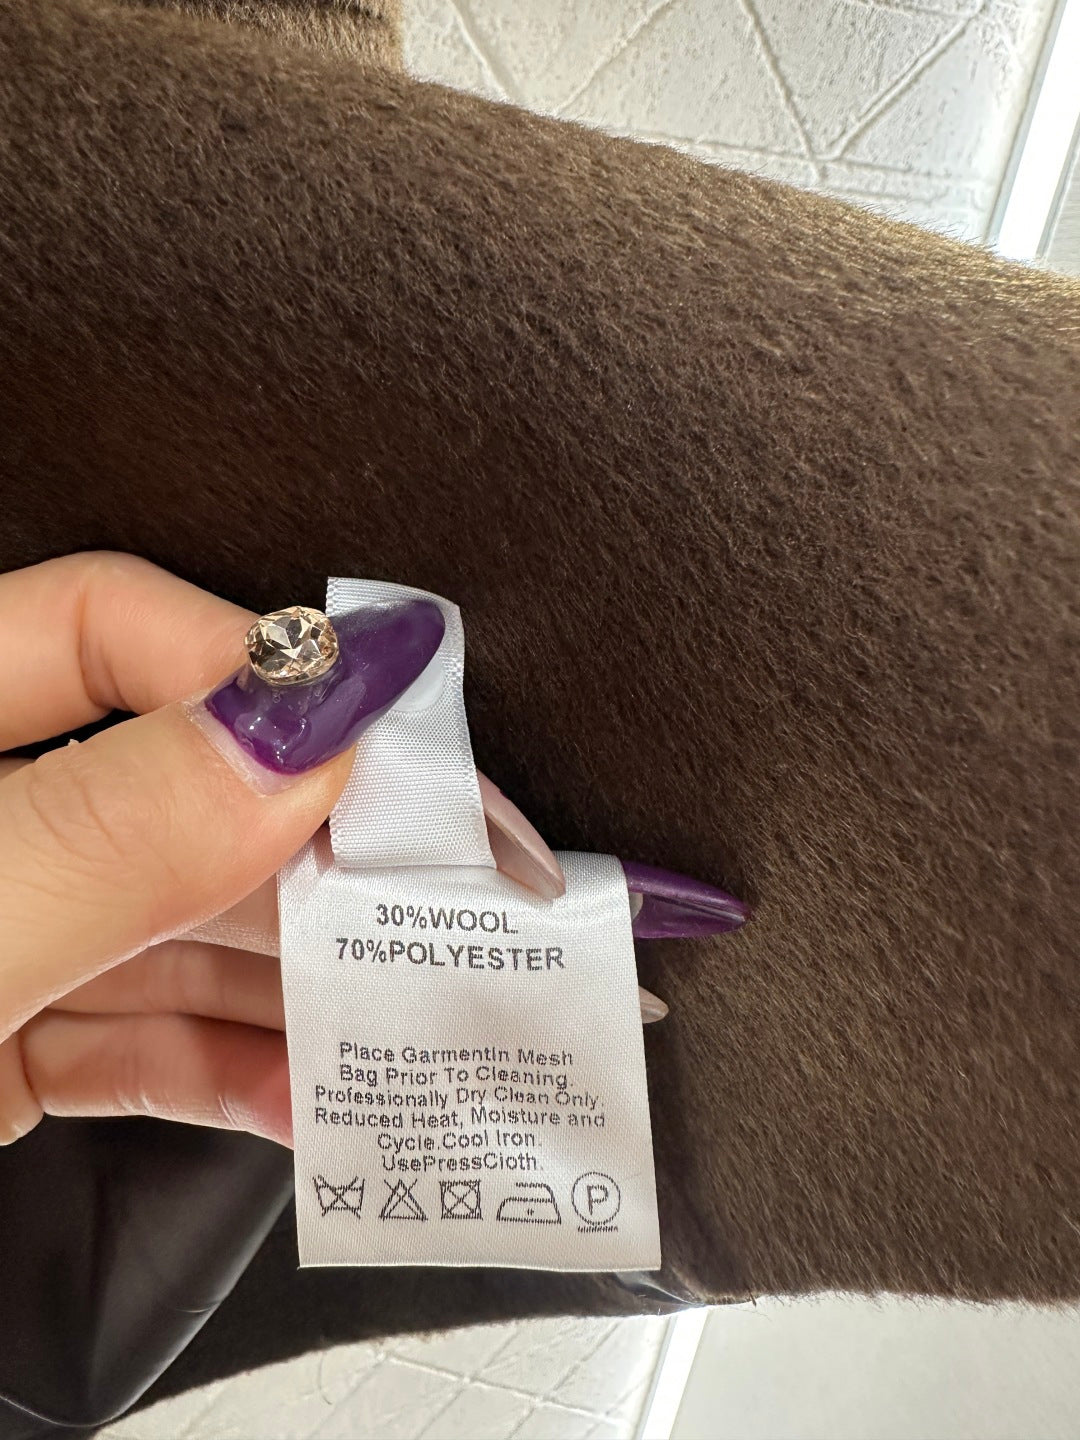 30%WOOL
70%POLYESTER
Place GarmentIn Mesh
Bag Prior To Cleaning.
Professionally Dry Clean Only.
Reduced Heat, Moisture and
Cycle.Cool Iron.
UsePressCloth.
P